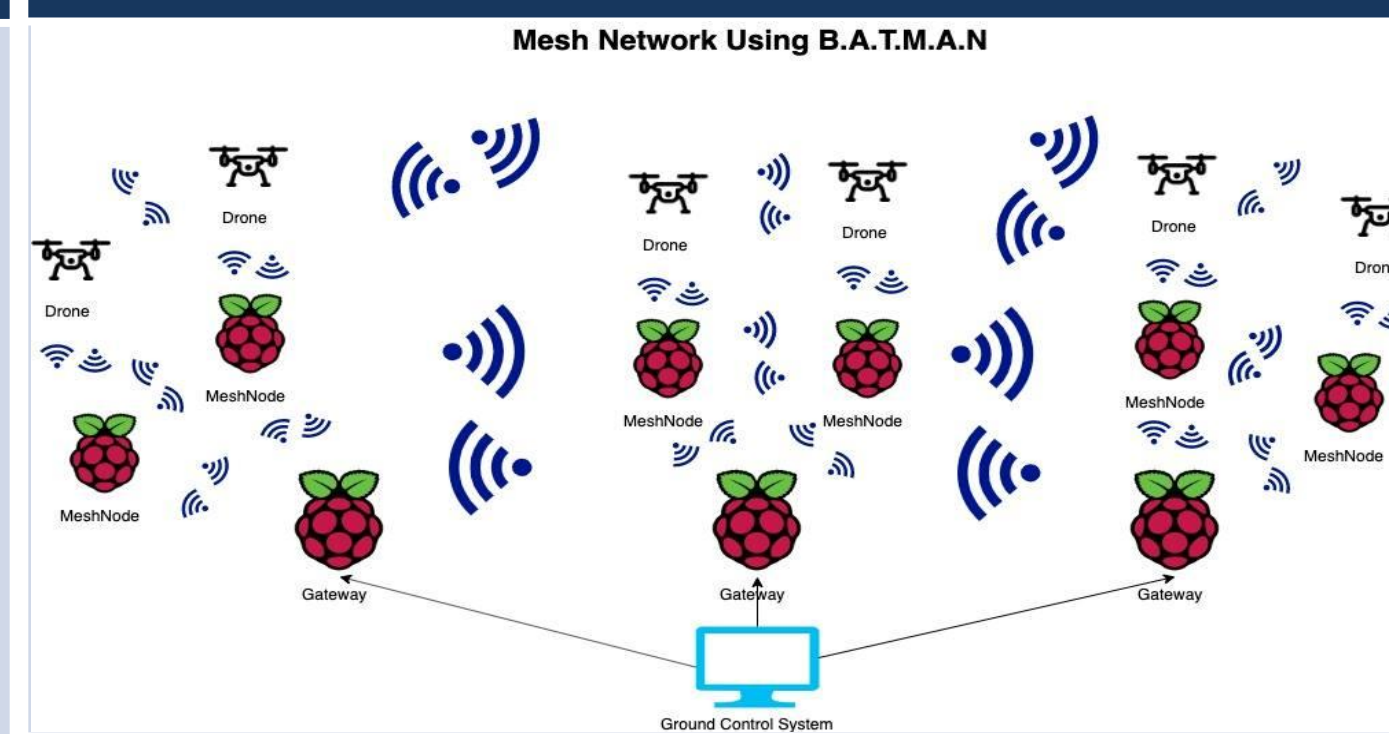 Mesh Network Using B.A.T.M.A.N
Drone
Drone
Drone
Drone
Drone
Dron
MeshNode
MeshNode
MeshNode
MeshNode
MeshNode
MeshNode
Gateway
Gateway
Gateway
Ground Control System